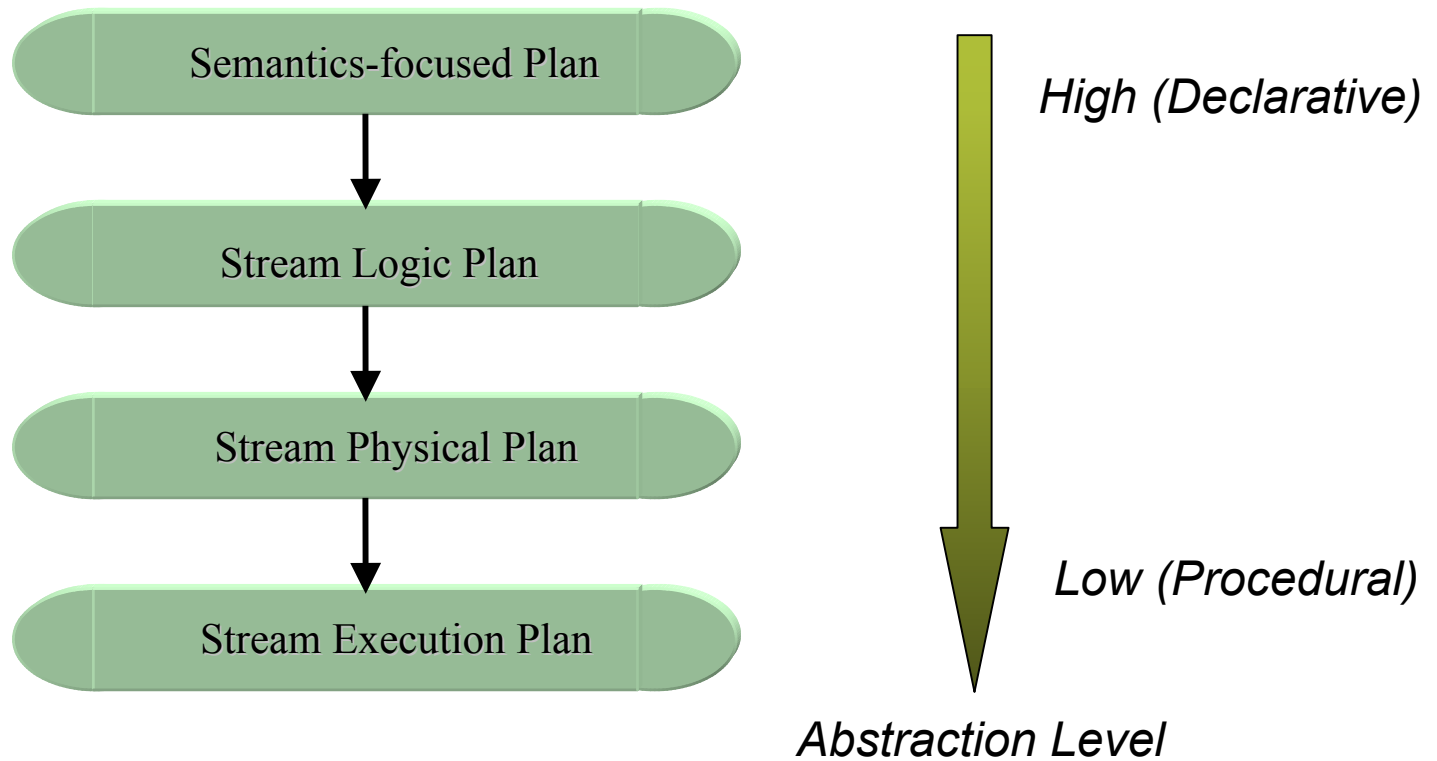 Semantics-focused Plan
High (Declarative)
Stream Logic Plan
Stream Physical Plan
Low (Procedural)
Stream Execution Plan
Abstraction Level